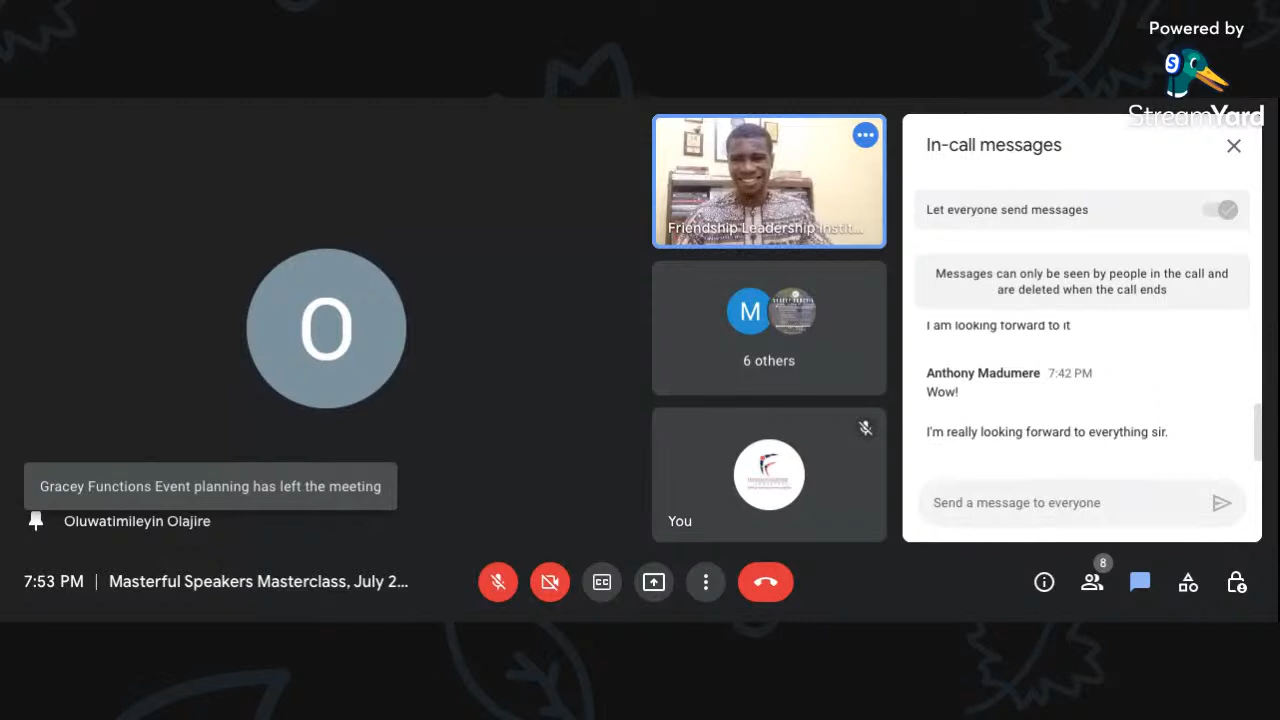 Powered by
S
StreamYard
In-call messages
Let everyone send messages
Messages can only be seen by people in the call and
are deleted when the call ends
I am looking forward to it
Anthony Madumere 7:42 PM
Wow!
I'm really looking forward to everything sir.
Send a message to everyone
Friendship Leadership Instit...
M
6 others
You
O
Gracey Functions Event planning has left the meeting
Oluwatimileyin Olajire
7:53 PM | Masterful Speakers Masterclass, July 2...
CC
8